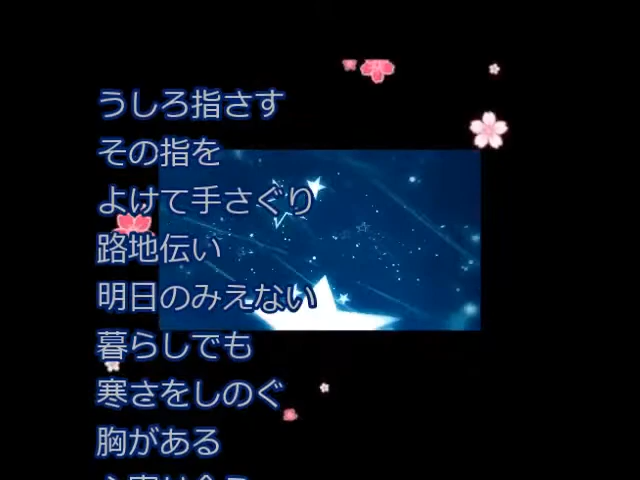 うしろ指さす
その指を
よけて手さぐり
路地伝い
明日のみえない
暮らしでも
寒さをしのぐ
胸がある